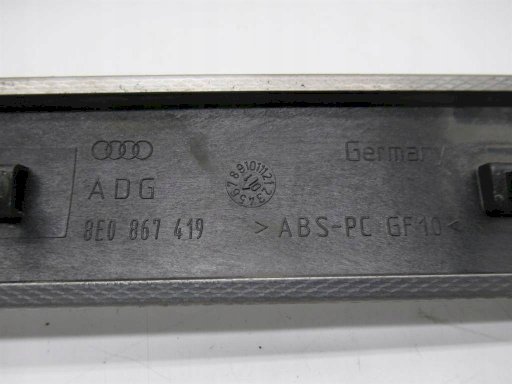 Germany
ADG
8E0 867 419
> ABS-PC GF10 <